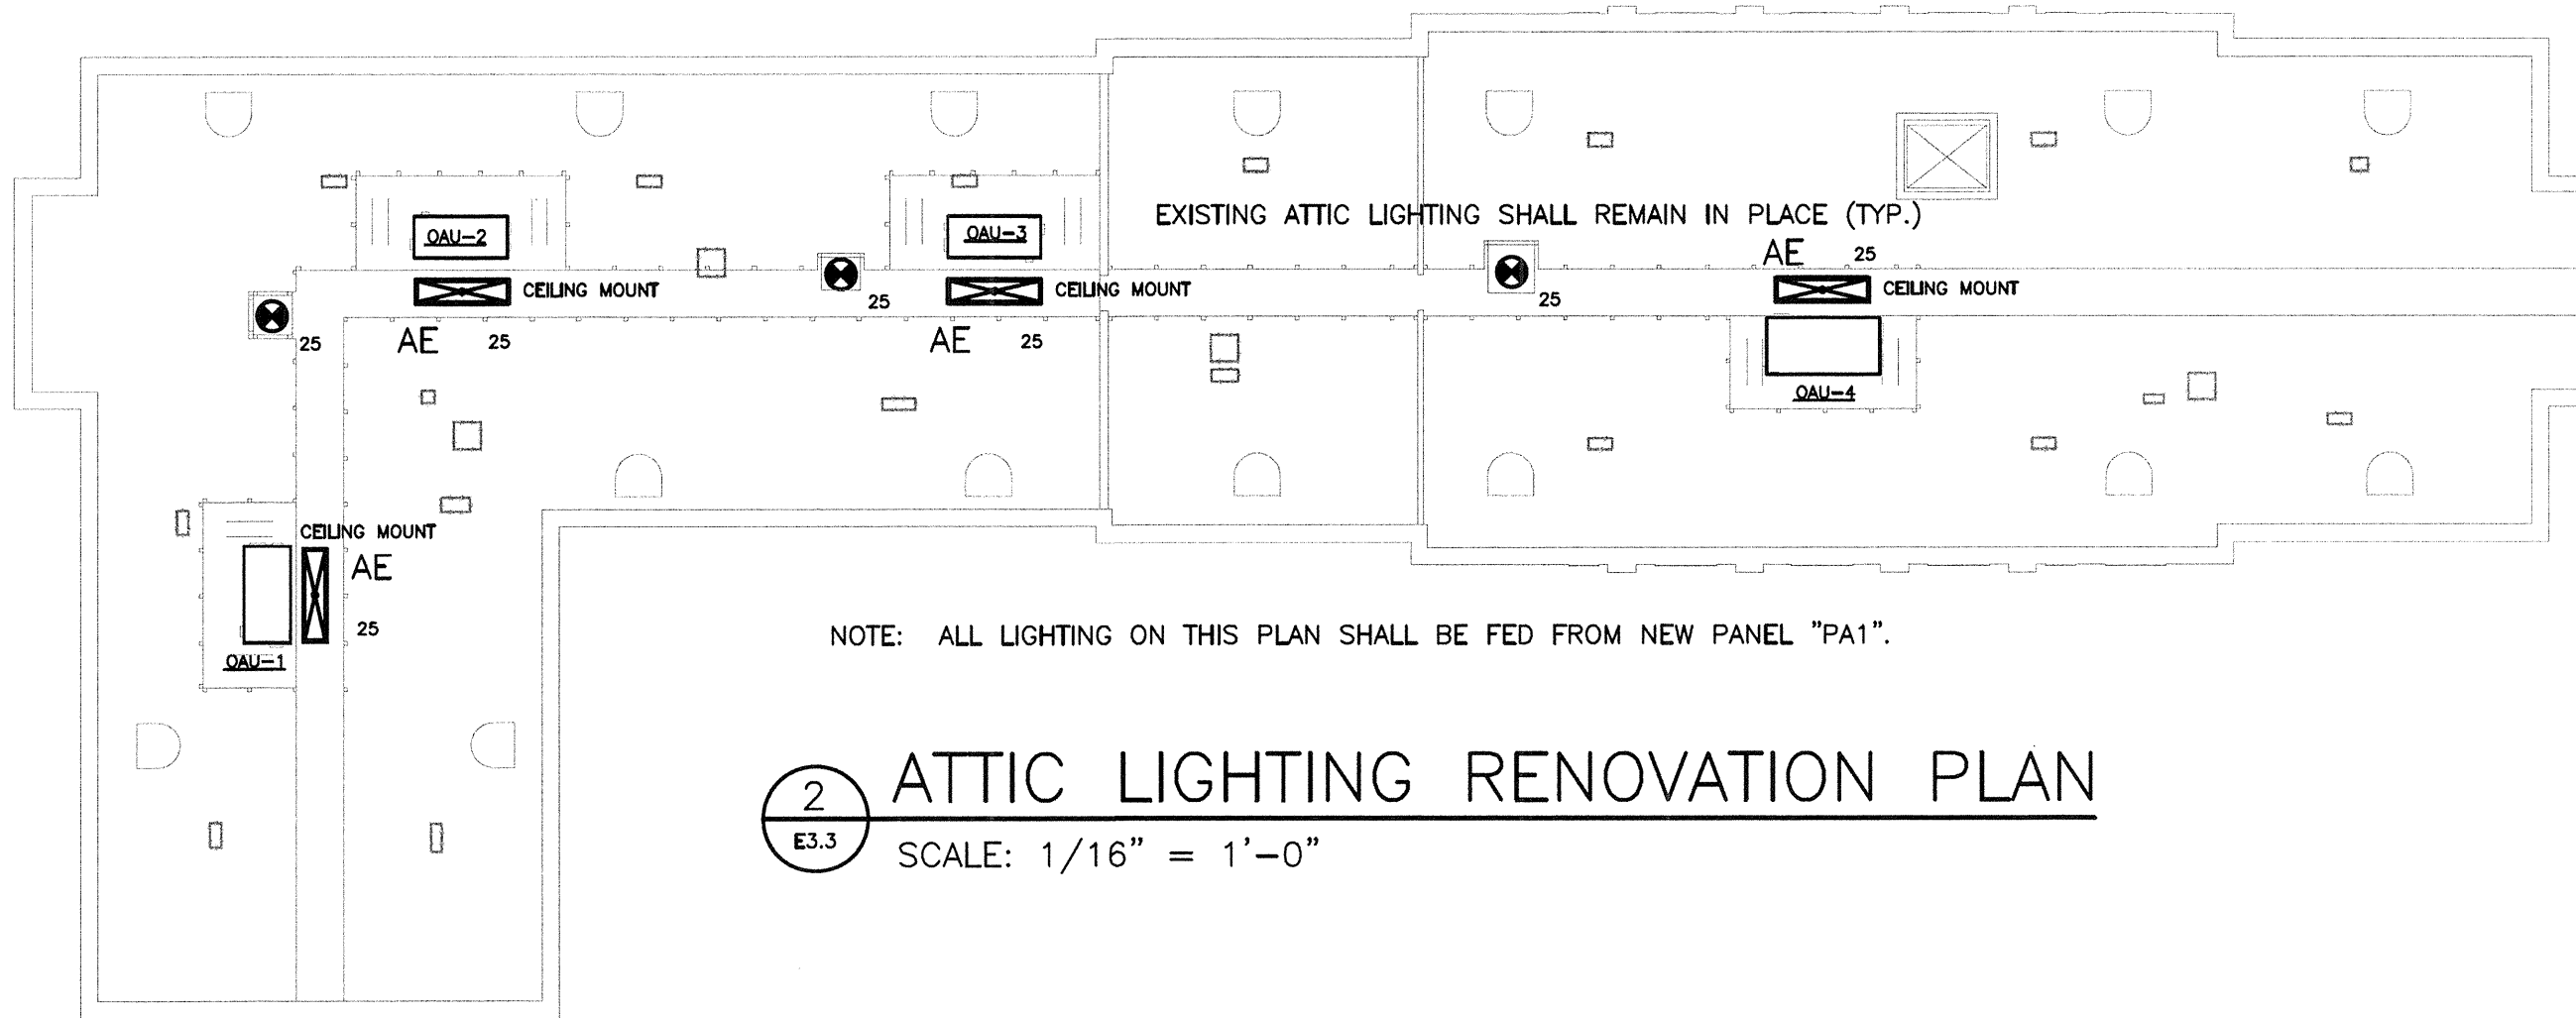 EXISTING ATTIC LIGHTING SHALL REMAIN IN PLACE (TYP.)
OAU-2
OAU-3
AE
25
CEILING MOUNT
CEILING MOUNT
CEILING MOUNT
25
25
25
AE
25
AE
25
OAU-4
CEILING MOUNT
AE
25
OAU-1
NOTE: ALL LIGHTING ON THIS PLAN SHALL BE FED FROM NEW PANEL "PA1".
2
E3.3
ATTIC LIGHTING RENOVATION PLAN
SCALE: 1/16" = 1'-0"